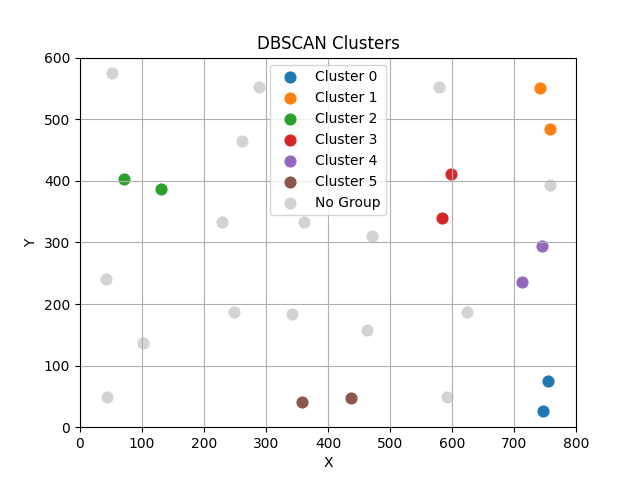 DBSCAN Clusters
Cluster 0
Cluster 1
Cluster 2
Cluster 3
Cluster 4
Cluster 5
No Group
600
500
400
300
200
100
0
Y
0 100 200 300 400 500 600 700 800
X